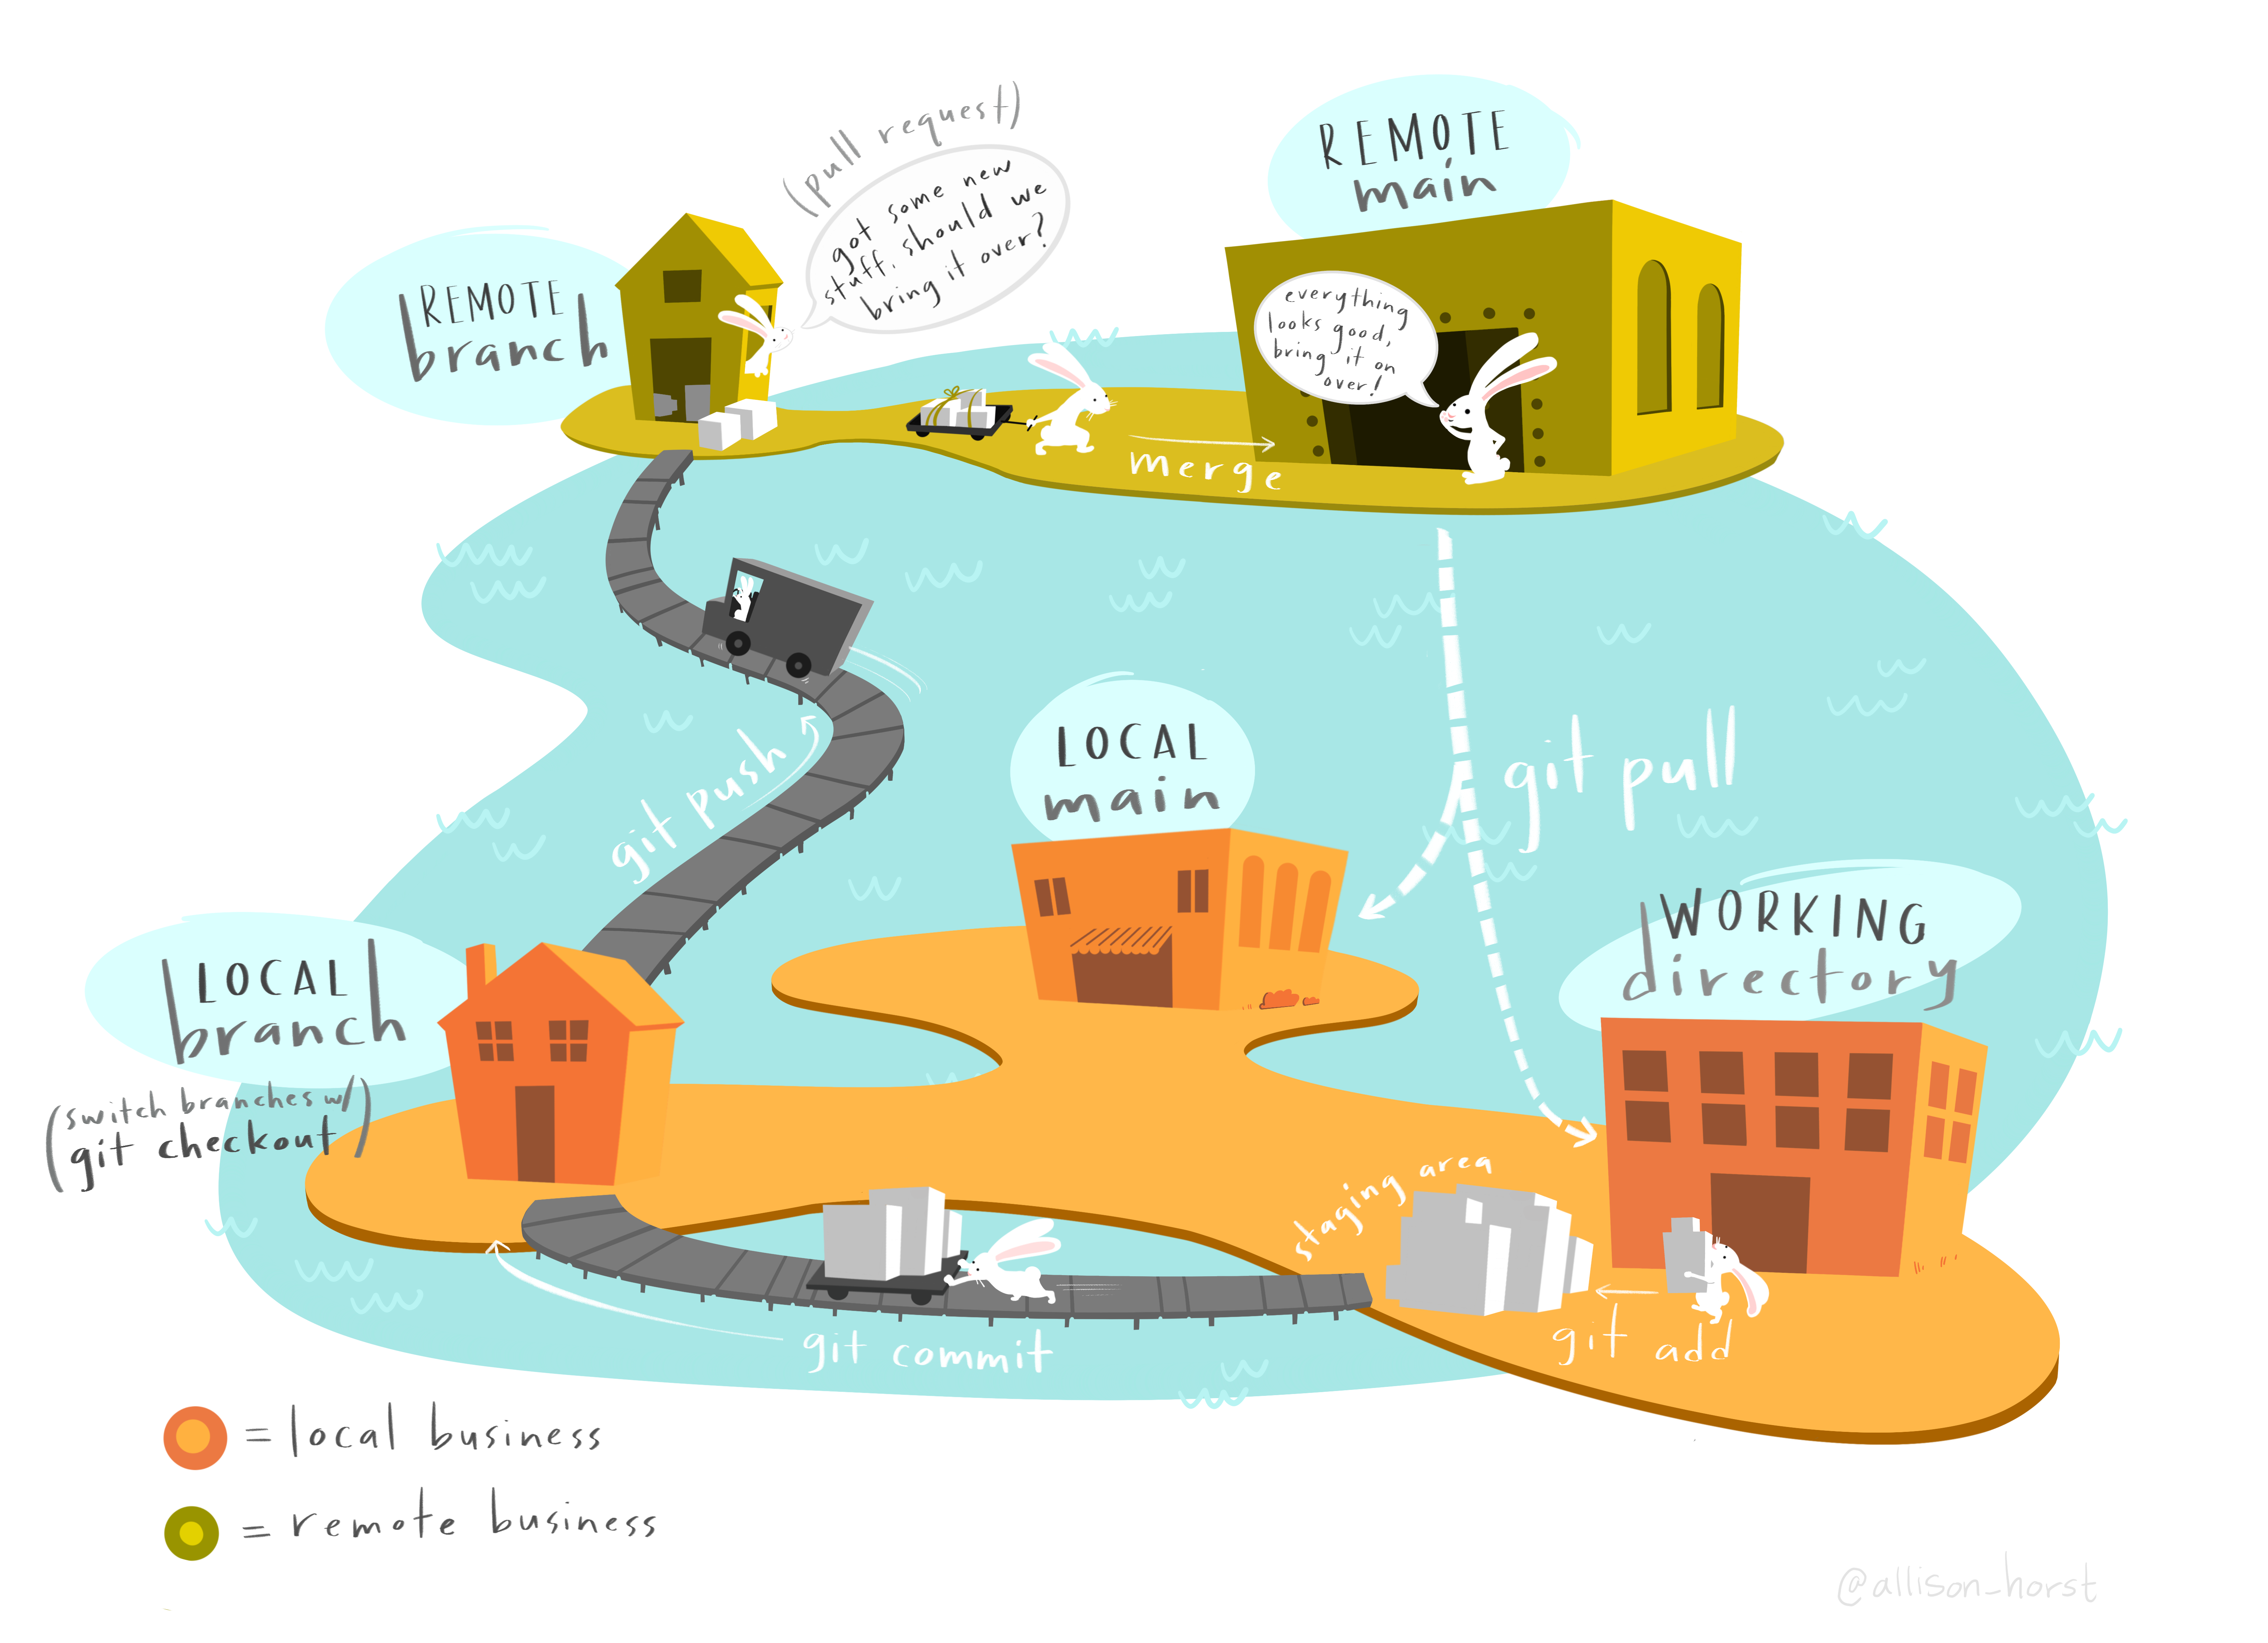 (pull request)
got some new
stuff. should we
bring it over?
REMOTE
main
REMOTE
branch
everything
looks good,
bring it on
over!
merge
git push
LOCAL
main
git pull
WORKING
directory
LOCAL
branch
(switch branches w/
git checkout)
staging area
git add
git commit
= local business
= remote business
@allison_horst